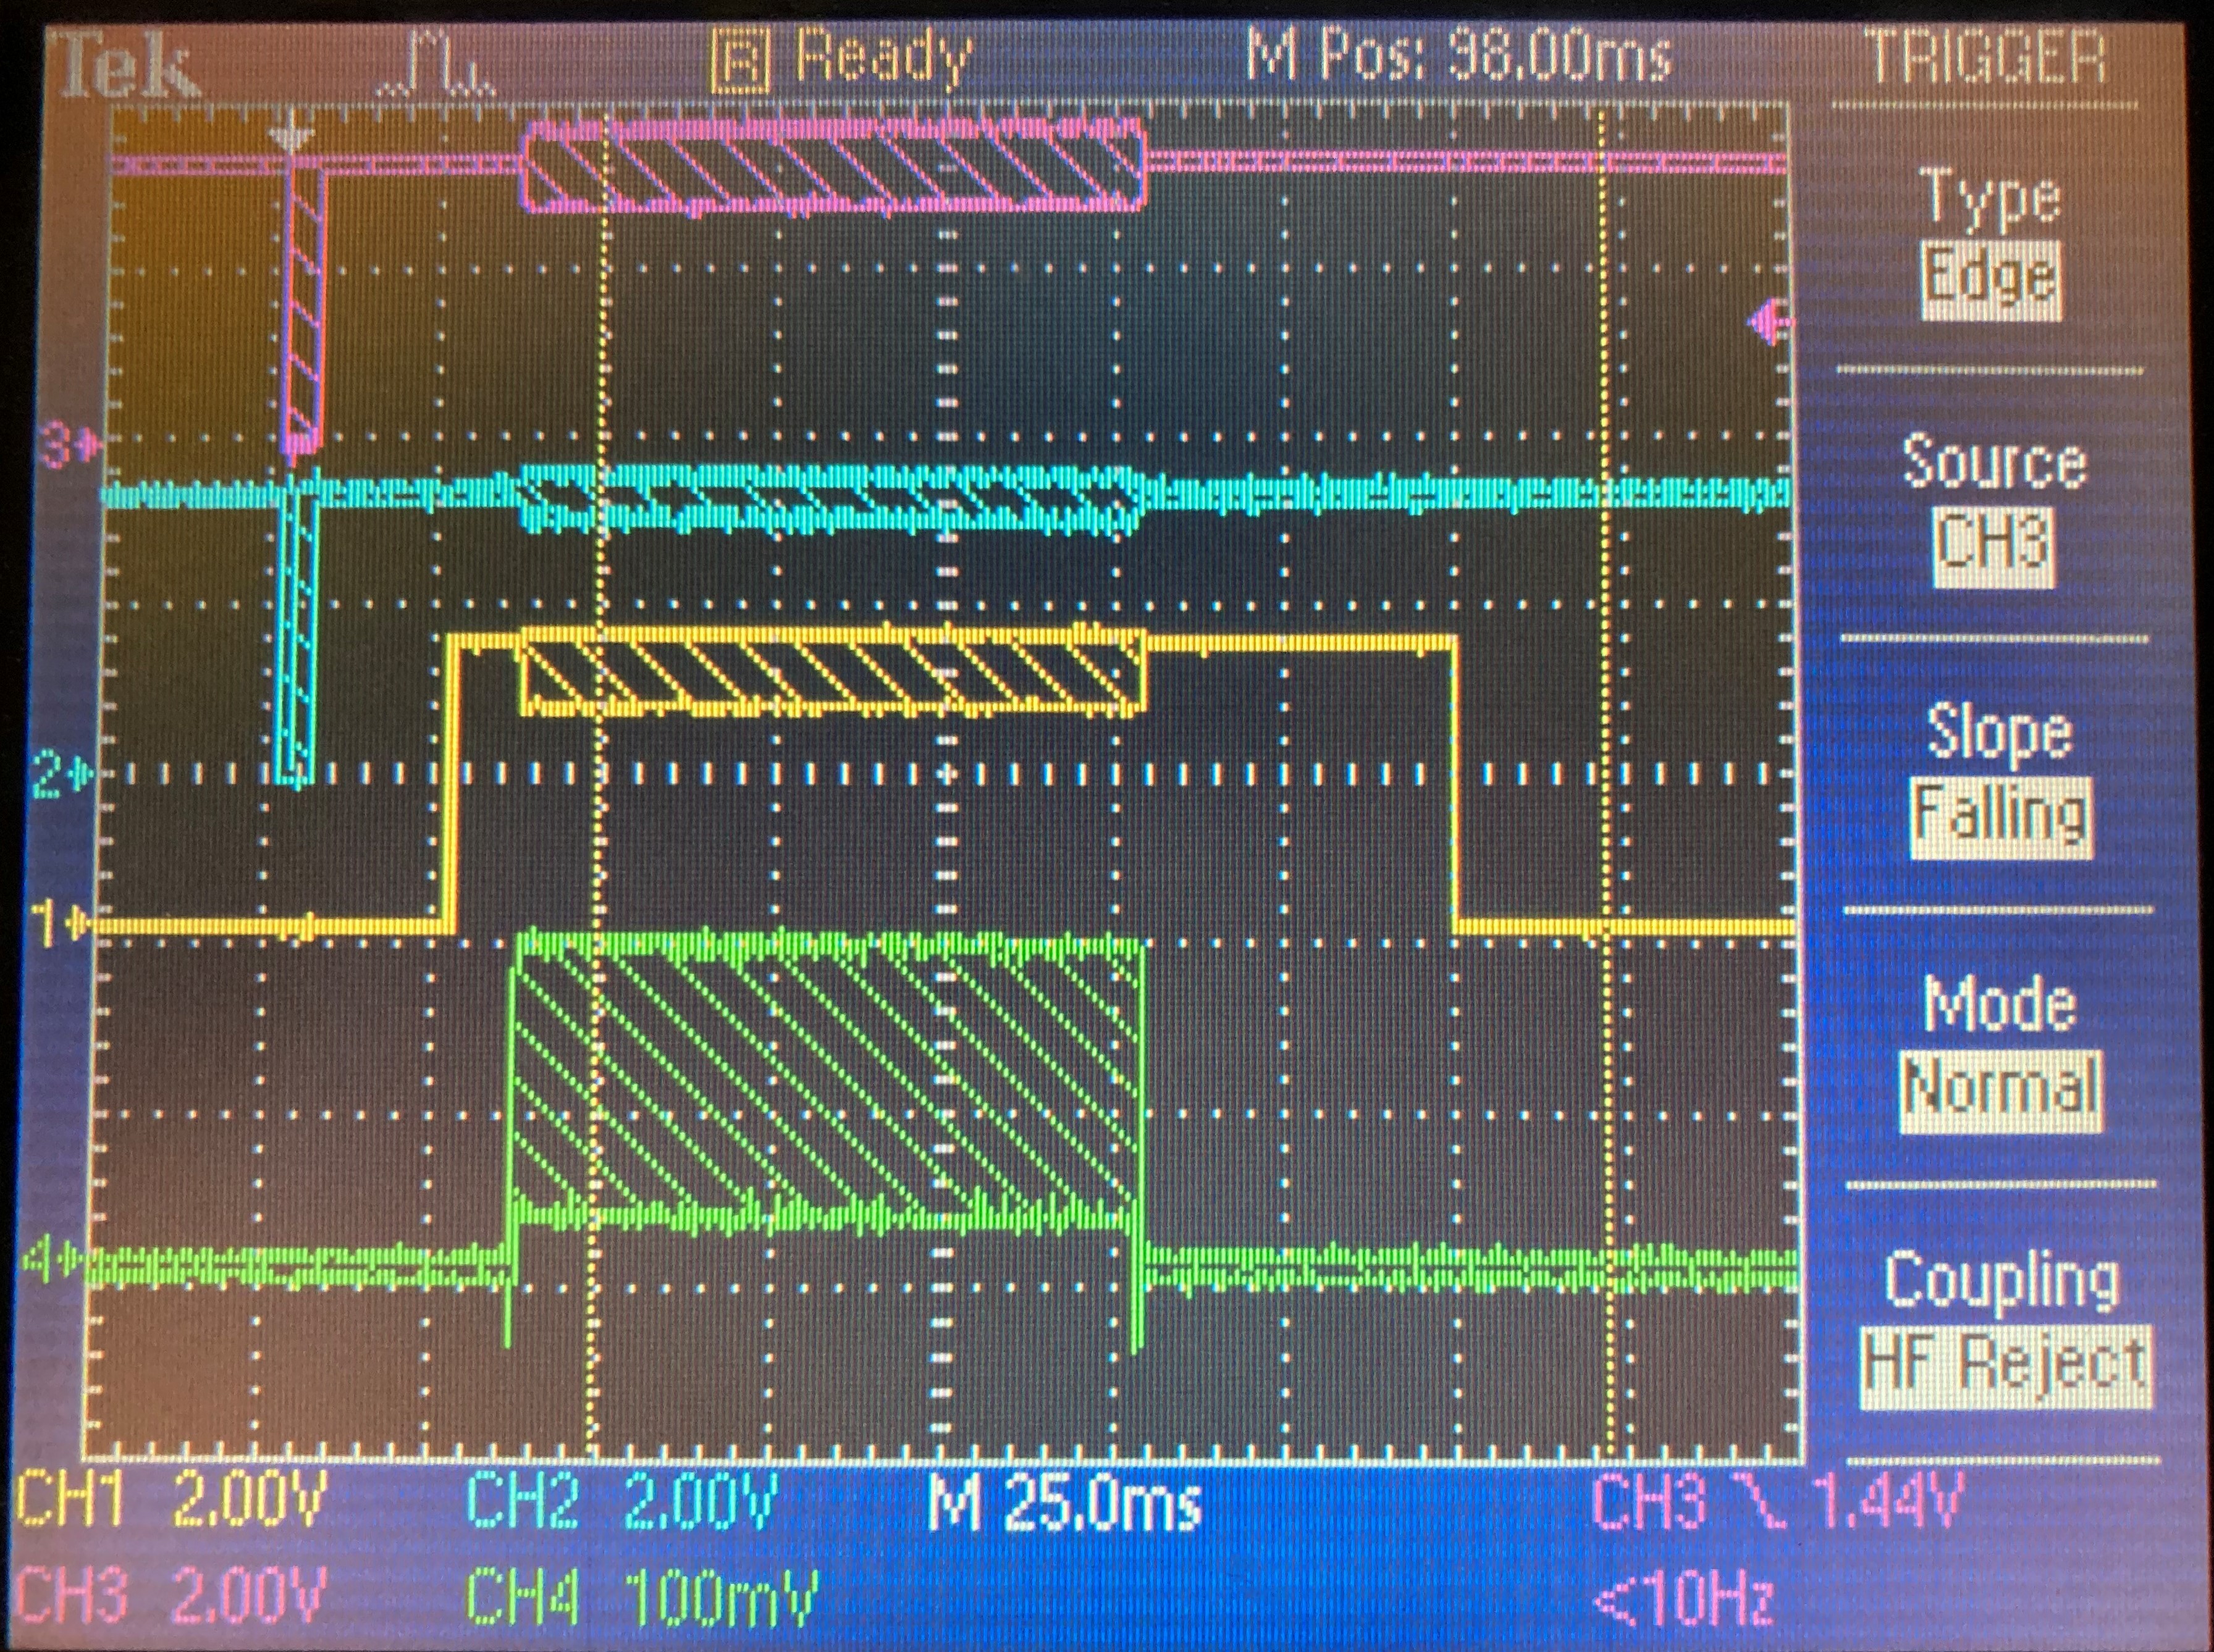 Tek R Ready M Pos: 98.00ms TRIGGER
Type
Edge
Source
CH3
Slope
Falling
Mode
Normal
Coupling
HF Reject
3
2
1
4
CH1 2.00V CH2 2.00V M 25.0ms CH3 1.44V
CH3 2.00V CH4 100mV <10Hz